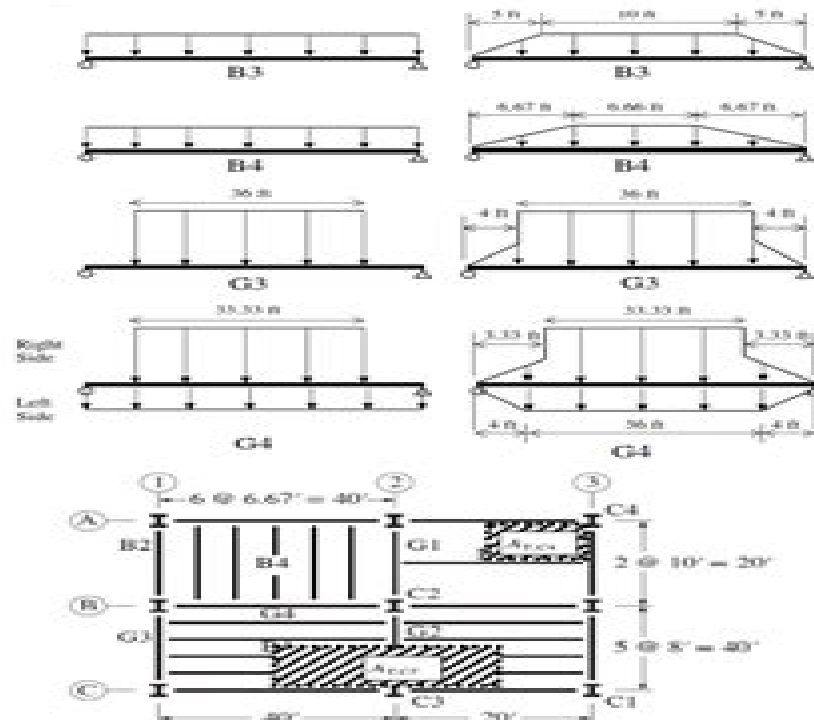 5 ft 10 ft 5 ft
B3 B3
6.67 ft 6.66 ft 6.67 ft
B4 B4
36 ft 36 ft
4 ft 4 ft
G3 G3
33.33 ft 33.33 ft
Right
Side
3.33 ft 3.33 ft
Left
Side
G4
4 ft 36 ft 4 ft
G4
1 2 3
6 @ 6.67' = 40'
A C4
B2 B4 G1
2 @ 10' = 20'
B C2
G4
G3 G2
5 @ 8' = 40'
C C3 C1
40'